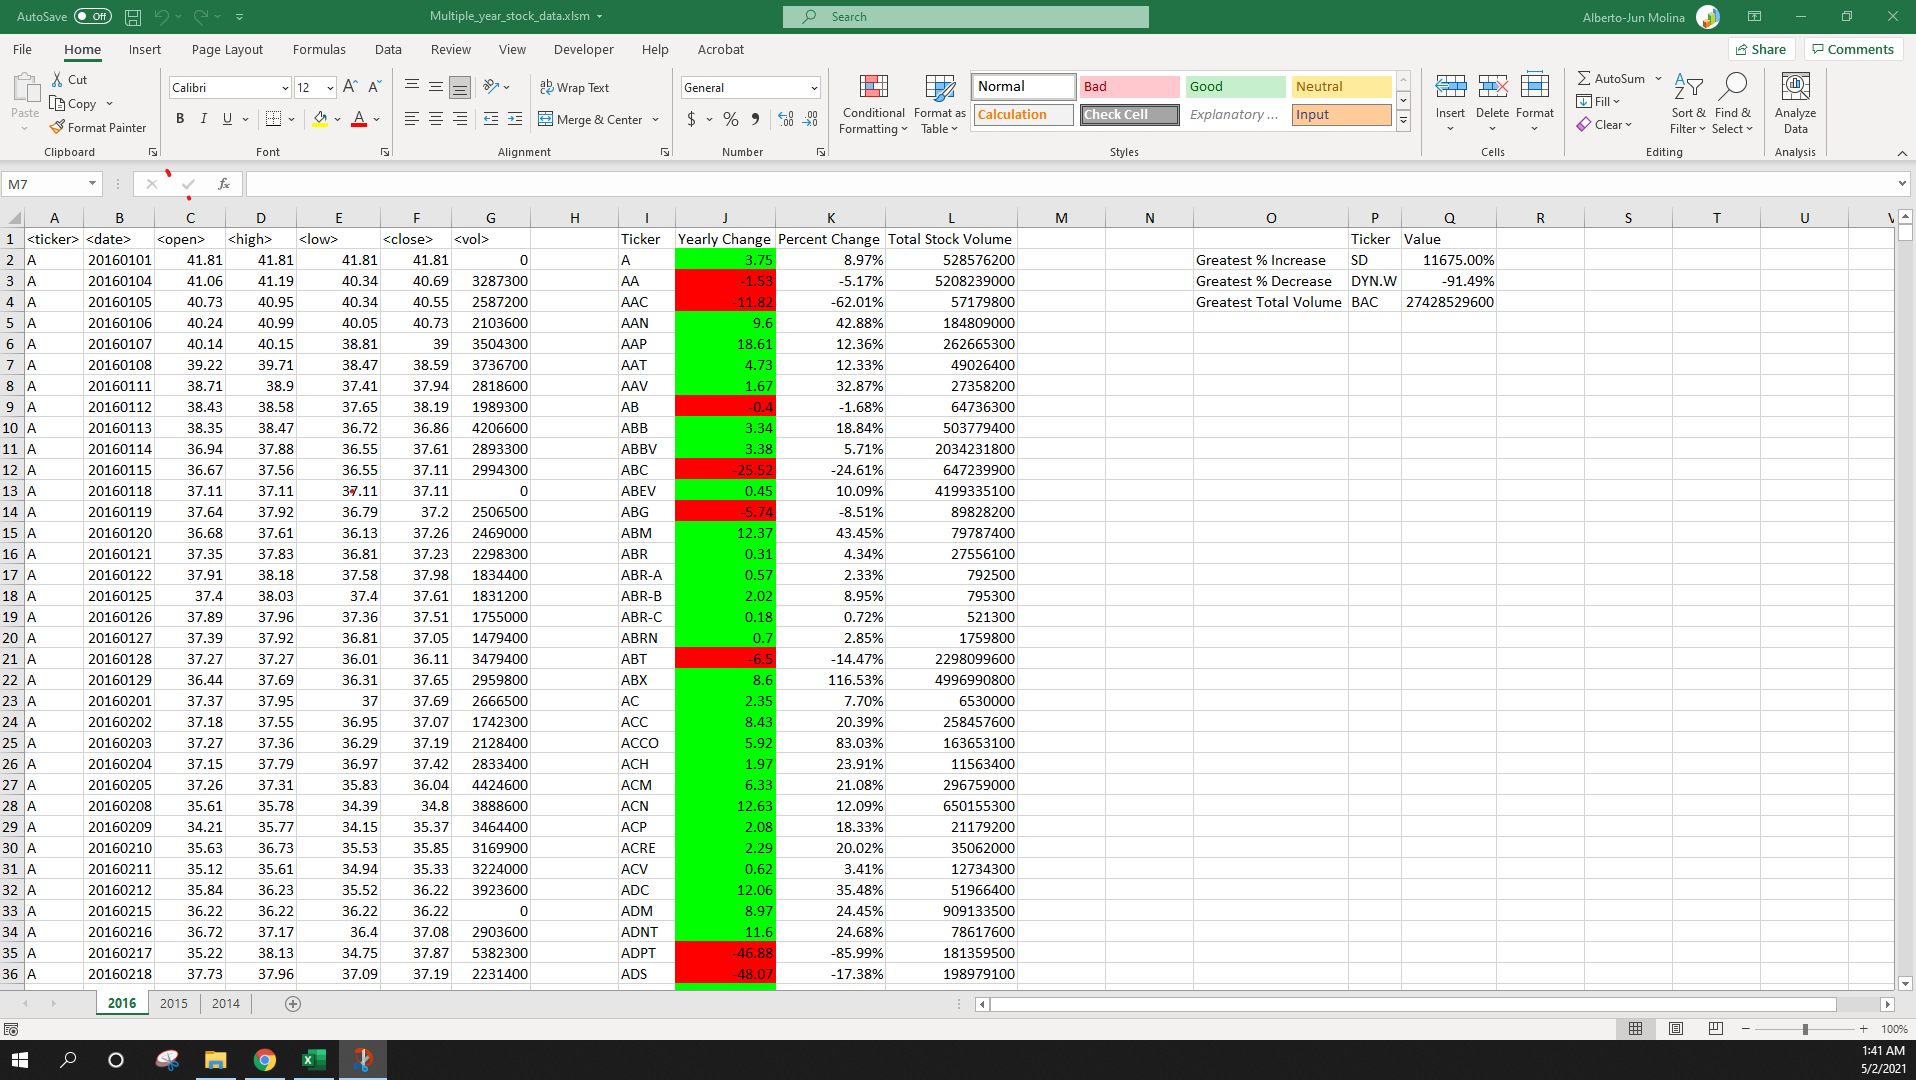 AutoSave Off Multiple_year_stock_data.xlsm Search Alberto-Jun Molina
File Home Insert Page Layout Formulas Data Review View Developer Help Acrobat Share Comments
Paste Cut Copy Format Painter Clipboard
Calibri 12 B I U A Font
Wrap Text Merge & Center Alignment
General $ % Number
Conditional Formatting Format as Table Normal Bad Good Neutral Calculation Check Cell Explanatory ... Input Styles
Insert Delete Format Cells
AutoSum Fill Clear Sort & Filter Find & Select Editing
Analyze Data Analysis
M7 fx
A B C D E F G H I J K L M N O P Q R S T U V
1 <ticker> <date> <open> <high> <low> <close> <vol> Ticker Yearly Change Percent Change Total Stock Volume Ticker Value
2 A 20160101 41.81 41.81 41.81 41.81 0 A 3.75 8.97% 528576200 Greatest % Increase SD 11675.00%
3 A 20160104 41.06 41.19 40.34 40.69 3287300 AA -1.53 -5.17% 5208239000 Greatest % Decrease DYN.W -91.49%
4 A 20160105 40.73 40.95 40.34 40.55 2587200 AAC -11.82 -62.01% 57179800 Greatest Total Volume BAC 27428529600
5 A 20160106 40.24 40.99 40.05 40.73 2103600 AAN 9.6 42.88% 184809000
6 A 20160107 40.14 40.15 38.81 39 3504300 AAP 18.61 12.36% 262665300
7 A 20160108 39.22 39.71 38.47 38.59 3736700 AAT 4.73 12.33% 49026400
8 A 20160111 38.71 38.9 37.41 37.94 2818600 AAV 1.67 32.87% 27358200
9 A 20160112 38.43 38.58 37.65 38.19 1989300 AB -0.4 -1.68% 64736300
10 A 20160113 38.35 38.47 36.72 36.86 4206600 ABB 3.34 18.84% 503779400
11 A 20160114 36.94 37.88 36.55 37.61 2893300 ABBV 3.38 5.71% 2034231800
12 A 20160115 36.67 37.56 36.55 37.11 2994300 ABC -25.52 -24.61% 647239900
13 A 20160118 37.11 37.11 37.11 37.11 0 ABEV 0.45 10.09% 4199335100
14 A 20160119 37.64 37.92 36.79 37.2 2506500 ABG -5.74 -8.51% 89828200
15 A 20160120 36.68 37.61 36.13 37.26 2469000 ABM 12.37 43.45% 79787400
16 A 20160121 37.35 37.83 36.81 37.23 2298300 ABR 0.31 4.34% 27556100
17 A 20160122 37.91 38.18 37.58 37.98 1834400 ABR-A 0.57 2.33% 792500
18 A 20160125 37.4 38.03 37.4 37.61 1831200 ABR-B 2.02 8.95% 795300
19 A 20160126 37.89 37.96 37.36 37.51 1755000 ABR-C 0.18 0.72% 521300
20 A 20160127 37.39 37.92 36.81 37.05 1479400 ABRN 0.7 2.85% 1759800
21 A 20160128 37.27 37.27 36.01 36.11 3479400 ABT -6.5 -14.47% 2298099600
22 A 20160129 36.44 37.69 36.31 37.65 2959800 ABX 8.6 116.53% 4996990800
23 A 20160201 37.37 37.95 37 37.69 2666500 AC 2.35 7.70% 6530000
24 A 20160202 37.18 37.55 36.95 37.07 1742300 ACC 8.43 20.39% 258457600
25 A 20160203 37.27 37.36 36.29 37.19 2128400 ACCO 5.92 83.03% 163653100
26 A 20160204 37.15 37.79 36.97 37.42 2833400 ACH 1.97 23.91% 11563400
27 A 20160205 37.26 37.31 35.83 36.04 4424600 ACM 6.33 21.08% 296759000
28 A 20160208 35.61 35.78 34.39 34.8 3888600 ACN 12.63 12.09% 650155300
29 A 20160209 34.21 35.77 34.15 35.37 3464400 ACP 2.08 18.33% 21179200
30 A 20160210 35.63 36.73 35.53 35.85 3169900 ACRE 2.29 20.02% 35062000
31 A 20160211 35.12 35.61 34.94 35.33 3224000 ACV 0.62 3.41% 12734300
32 A 20160212 35.84 36.23 35.52 36.22 3923600 ADC 12.06 35.48% 51966400
33 A 20160215 36.22 36.22 36.22 36.22 0 ADM 8.97 24.45% 909133500
34 A 20160216 36.72 37.17 36.4 37.08 2903600 ADNT 11.6 24.68% 78617600
35 A 20160217 35.22 38.13 34.75 37.87 5382300 ADPT -46.88 -85.99% 181359500
36 A 20160218 37.73 37.96 37.09 37.19 2231400 ADS -48.07 -17.38% 198979100
2016 2015 2014
100%
1:41 AM
5/2/2021